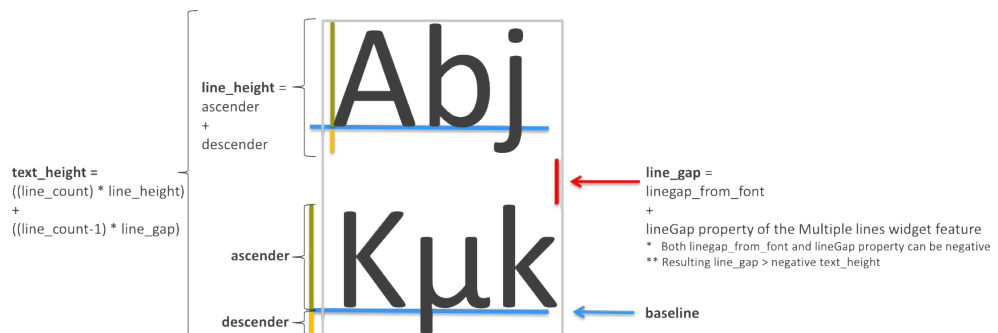 Abj
line_height =
ascender
+
descender
text_height =
((line_count) * line_height)
+
((line_count-1) * line_gap)
line_gap =
linegap_from_font
+
lineGap property of the Multiple lines widget feature
* Both linegap_from_font and lineGap property can be negative
** Resulting line_gap > negative text_height
Kμk
ascender
descender
baseline